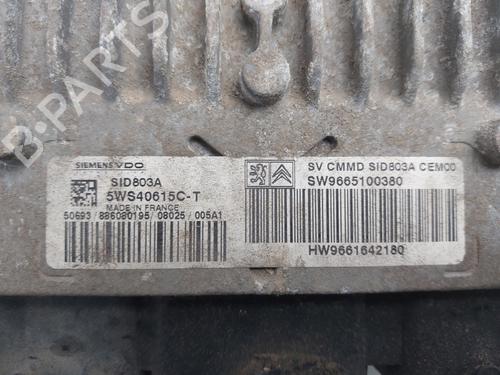 B-PARTS
SIEMENS VDO
SID803A
5WS40615C-T
MADE IN FRANCE
50693/886080195/08025/005A1
SV CMMD SID803A CEM00
SW9665100380
HW9661642180